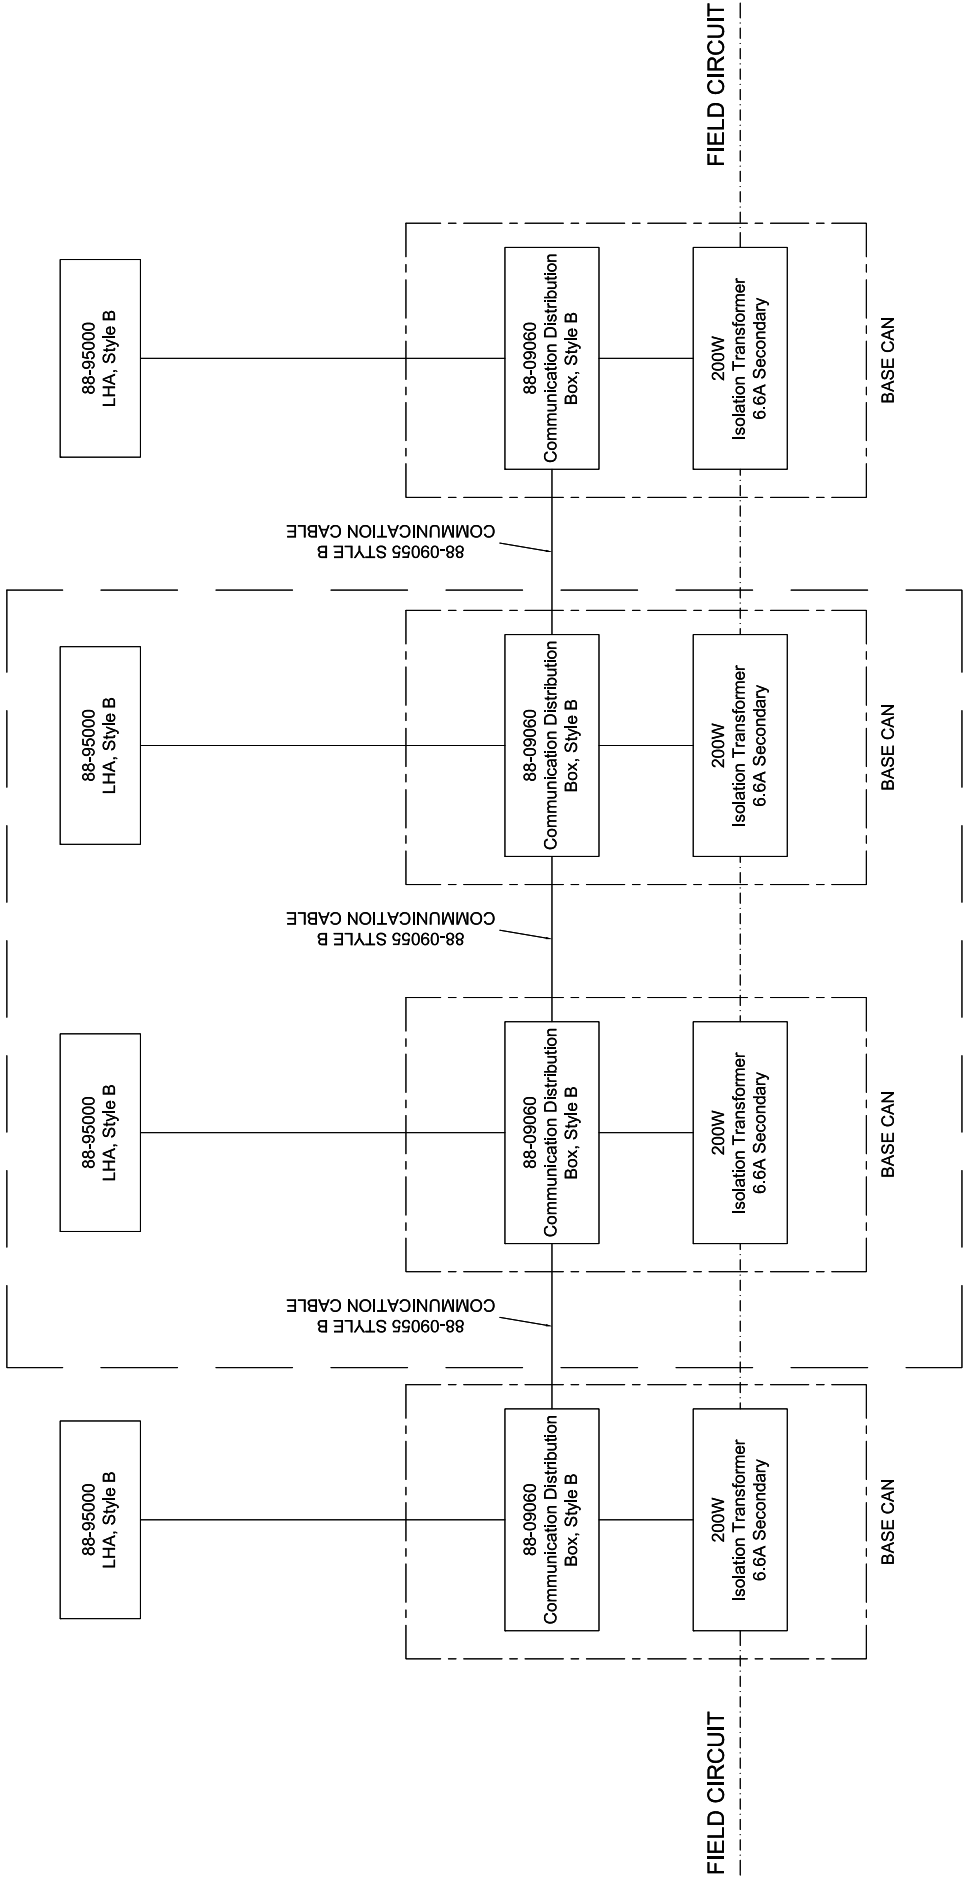 88-95000
LHA, Style B
88-95000
LHA, Style B
88-95000
LHA, Style B
88-95000
LHA, Style B
88-09055 STYLE B
COMMUNICATION CABLE
88-09055 STYLE B
COMMUNICATION CABLE
88-09055 STYLE B
COMMUNICATION CABLE
88-09060
Communication Distribution
Box, Style B
88-09060
Communication Distribution
Box, Style B
88-09060
Communication Distribution
Box, Style B
88-09060
Communication Distribution
Box, Style B
FIELD CIRCUIT
200W
Isolation Transformer
6.6A Secondary
200W
Isolation Transformer
6.6A Secondary
200W
Isolation Transformer
6.6A Secondary
200W
Isolation Transformer
6.6A Secondary
FIELD CIRCUIT
BASE CAN
BASE CAN
BASE CAN
BASE CAN